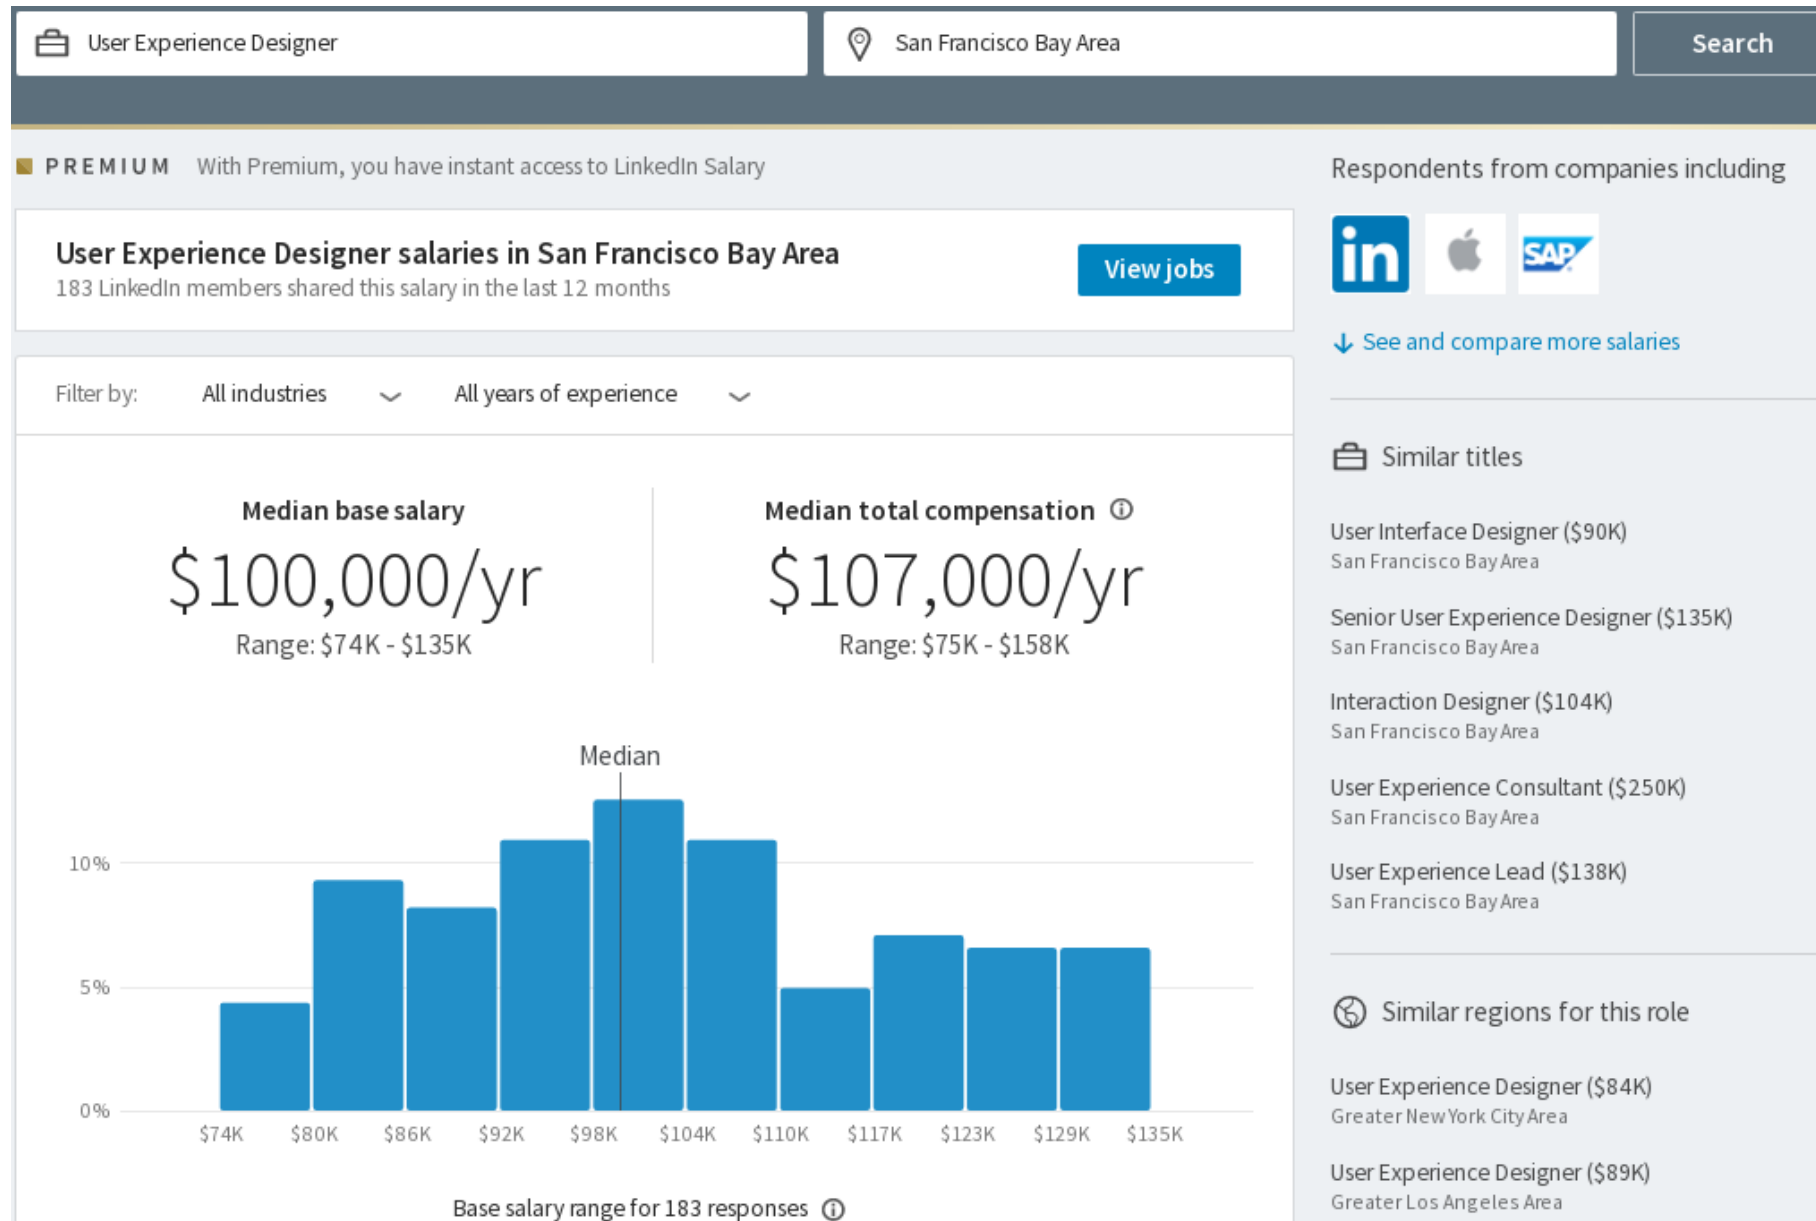 User Experience Designer
San Francisco Bay Area
Search
PREMIUM With Premium, you have instant access to LinkedIn Salary
User Experience Designer salaries in San Francisco Bay Area
183 LinkedIn members shared this salary in the last 12 months
View jobs
Filter by: All industries All years of experience
Median base salary
$100,000/yr
Range: $74K - $135K
Median total compensation
$107,000/yr
Range: $75K - $158K
Median
10%
5%
0%
$74K $80K $86K $92K $98K $104K $110K $117K $123K $129K $135K
Base salary range for 183 responses
Respondents from companies including
in
SAP
See and compare more salaries
Similar titles
User Interface Designer ($90K)
San Francisco Bay Area
Senior User Experience Designer ($135K)
San Francisco Bay Area
Interaction Designer ($104K)
San Francisco Bay Area
User Experience Consultant ($250K)
San Francisco Bay Area
User Experience Lead ($138K)
San Francisco Bay Area
Similar regions for this role
User Experience Designer ($84K)
Greater New York City Area
User Experience Designer ($89K)
Greater Los Angeles Area